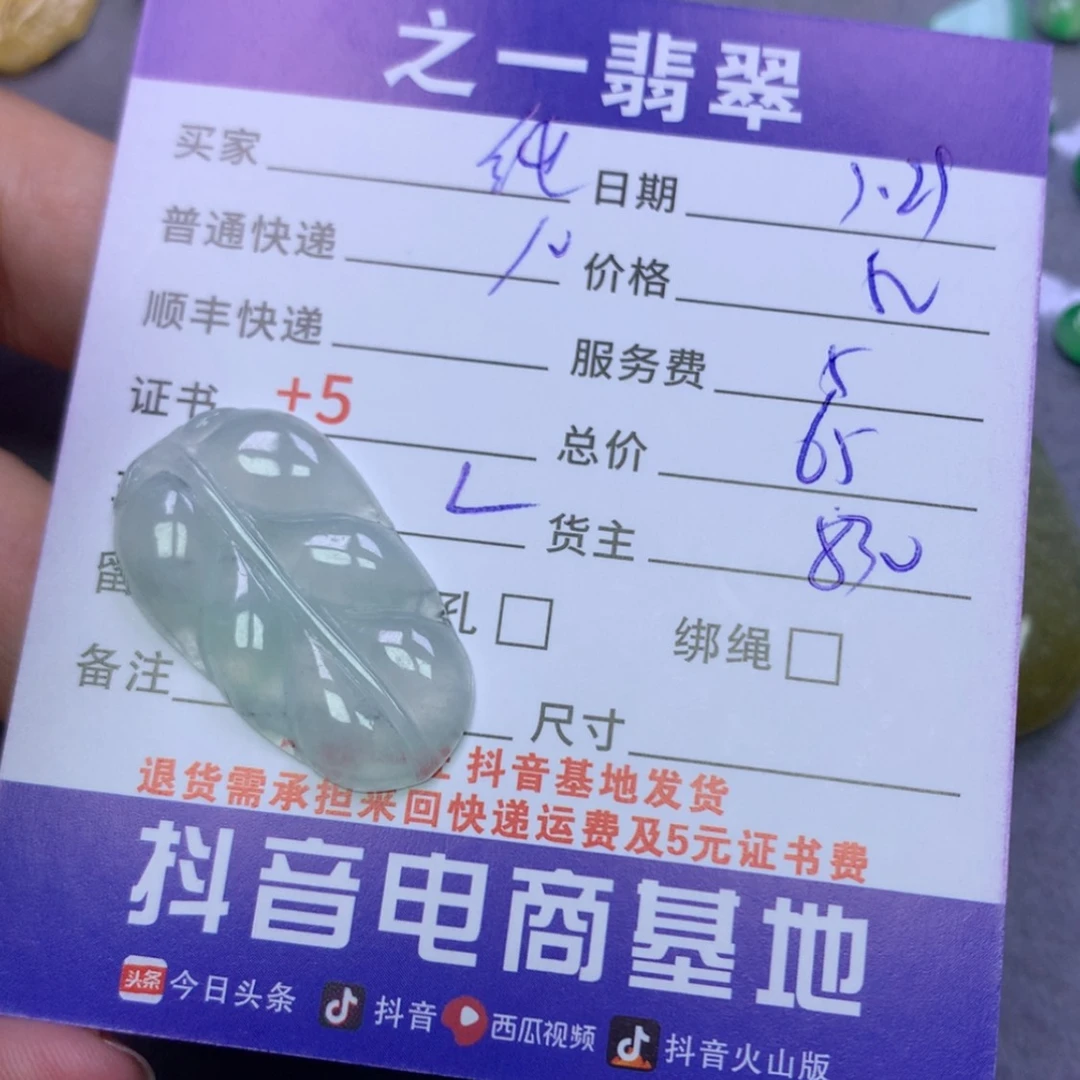 之一翡翠
买家 纯 日期 1.21
普通快递 10 价格
顺丰快递 服务费 5
证书 +5 总价 65
货主 830
留 孔 绑绳
备注 尺寸
抖音基地发货
退货需承担来回快递运费及5元证书费
抖音电商基地
头条 今日头条 抖音 西瓜视频 抖音火山版